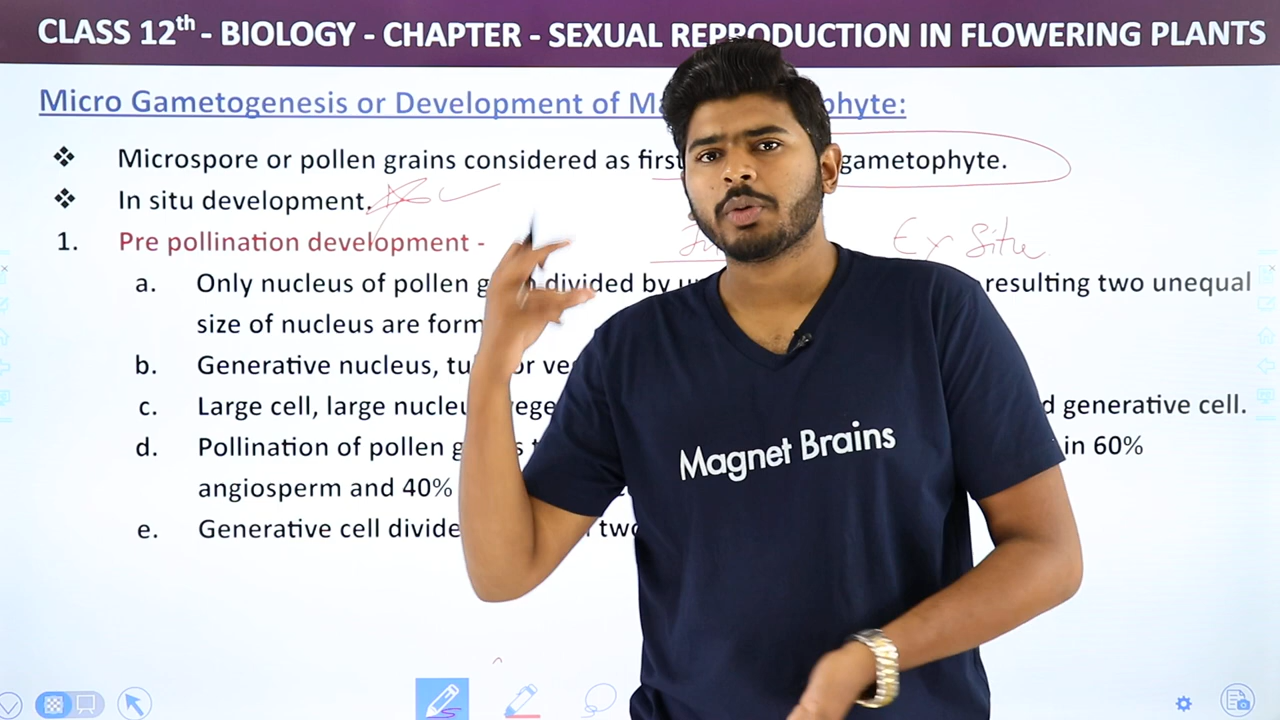 CLASS 12th - BIOLOGY - CHAPTER - SEXUAL REPRODUCTION IN FLOWERING PLANTS
Micro Gametogenesis or Development of Ma phyte:
❖ Microspore or pollen grains considered as first gametophyte.
❖ In situ development.
1. Pre pollination development -
Ex Situ
a. Only nucleus of pollen g divided by resulting two unequal
size of nucleus are form
b. Generative nucleus, tu or ve
c. Large cell, large nucleu vege d generative cell.
d. Pollination of pollen g s in 60%
angiosperm and 40%
e. Generative cell divide two
Magnet Brains